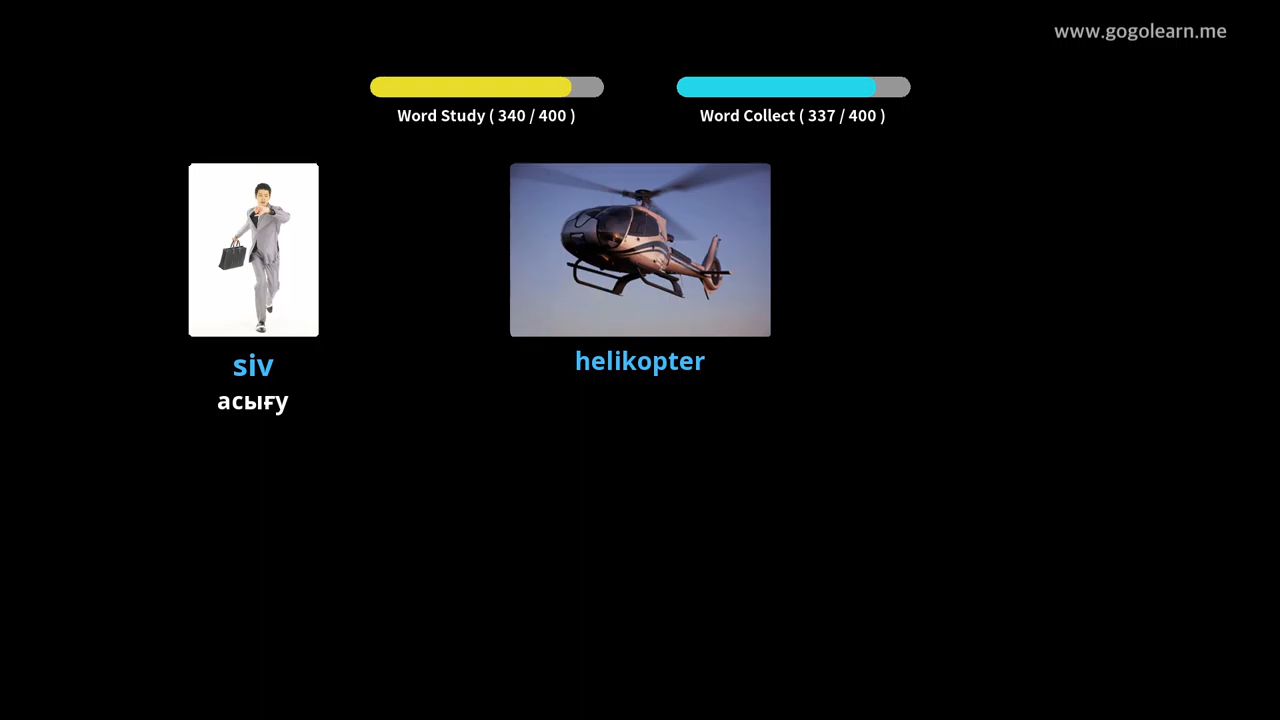 www.gogolearn.me
Word Study ( 340 / 400 )
Word Collect ( 337 / 400 )
siv
асығу
helikopter